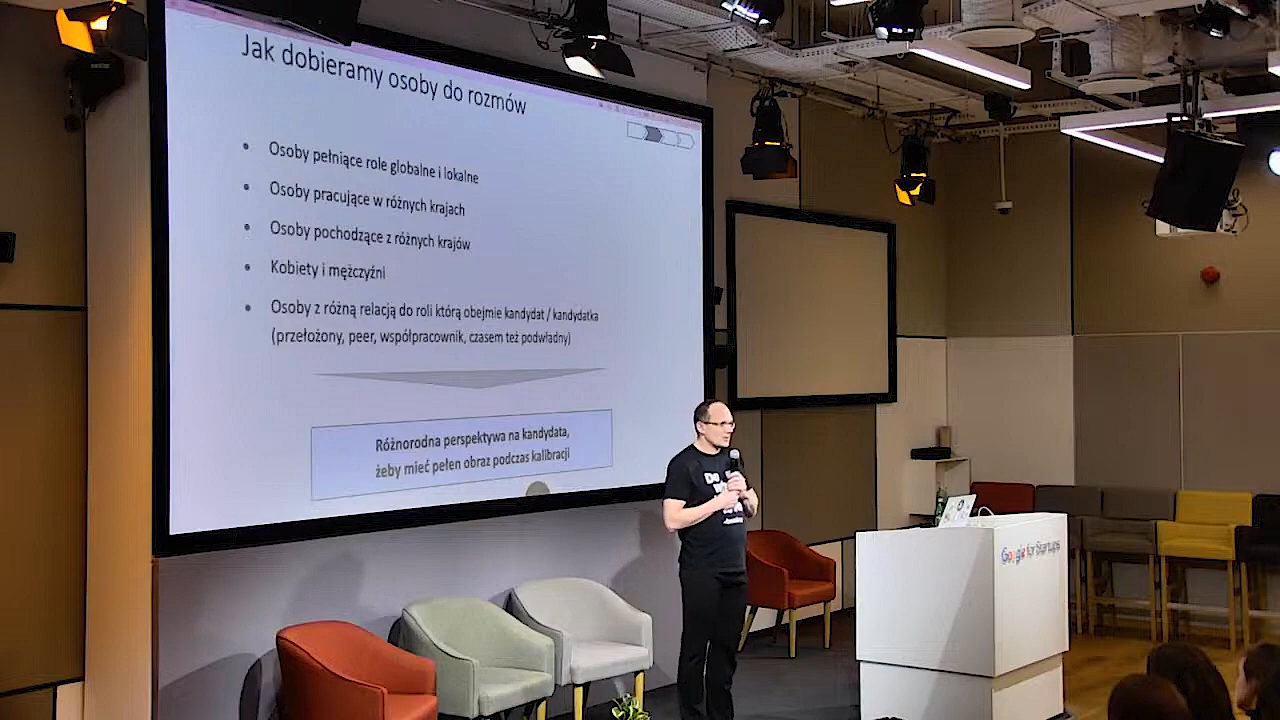 Jak dobieramy osoby do rozmów
Osoby pełniące role globalne i lokalne
Osoby pracujące w różnych krajach
Osoby pochodzące z różnych krajów
Kobiety i mężczyźni
Osoby z różną relacją do roli którą obejmie kandydat / kandydatka
(przełożony, peer, współpracownik, czasem też podwładny)
Różnorodna perspektywa na kandydata,
żeby mieć pełen obraz podczas kalibracji
Google for Startups